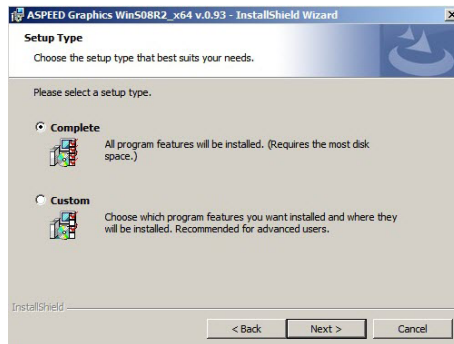 ASPEED Graphics WinS08R2_x64 v.0.93 - InstallShield Wizard
Setup Type
Choose the setup type that best suits your needs.
Please select a setup type.
Complete
All program features will be installed. (Requires the most disk
space.)
Custom
Choose which program features you want installed and where they
will be installed. Recommended for advanced users.
InstallShield
< Back Next > Cancel